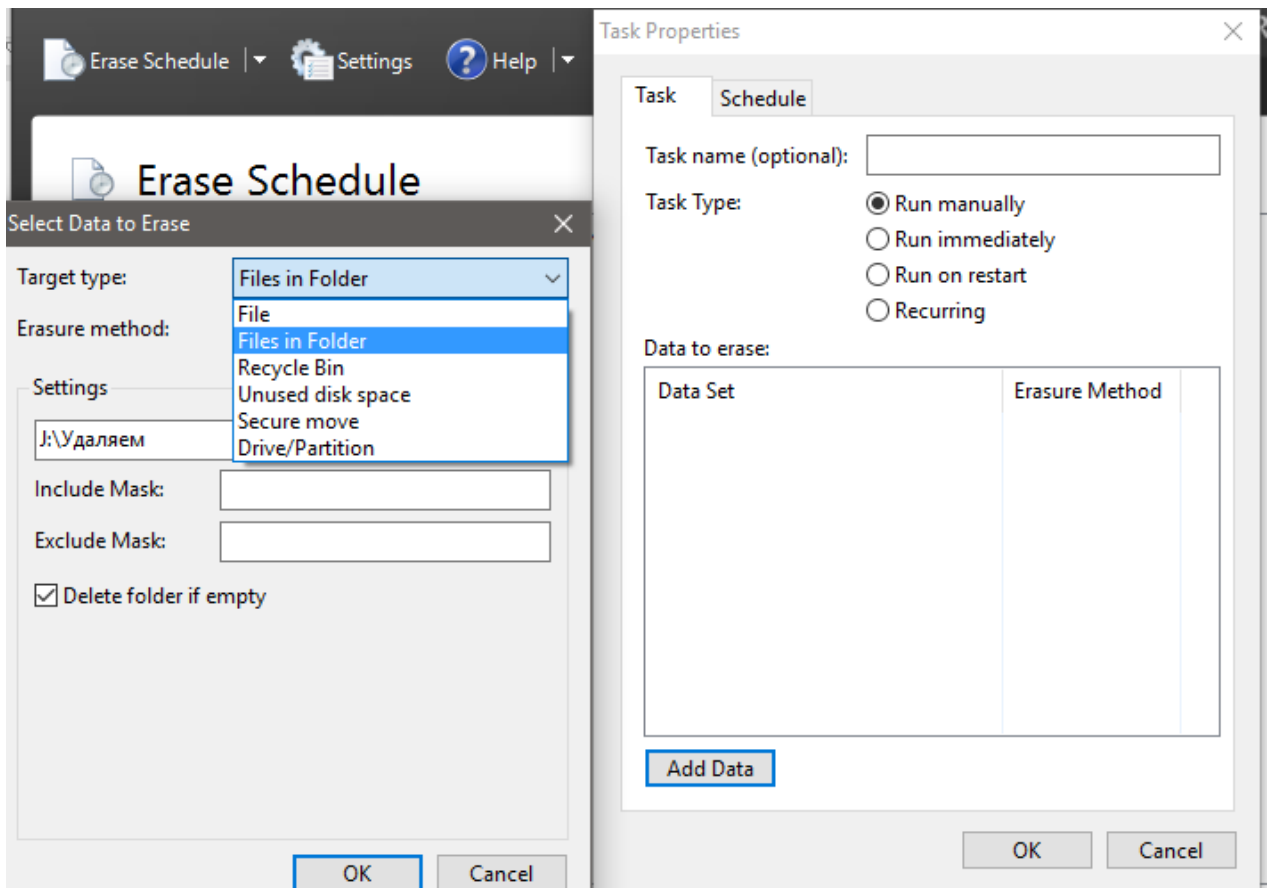 Erase Schedule
Settings
Help
Erase Schedule
Select Data to Erase
Target type:
Files in Folder
File
Files in Folder
Recycle Bin
Unused disk space
Secure move
Drive/Partition
Erasure method:
Settings
J:\Удаляем
Include Mask:
Exclude Mask:
Delete folder if empty
OK
Cancel
Task Properties
Task
Schedule
Task name (optional):
Task Type:
Run manually
Run immediately
Run on restart
Recurring
Data to erase:
Data Set
Erasure Method
Add Data
OK
Cancel